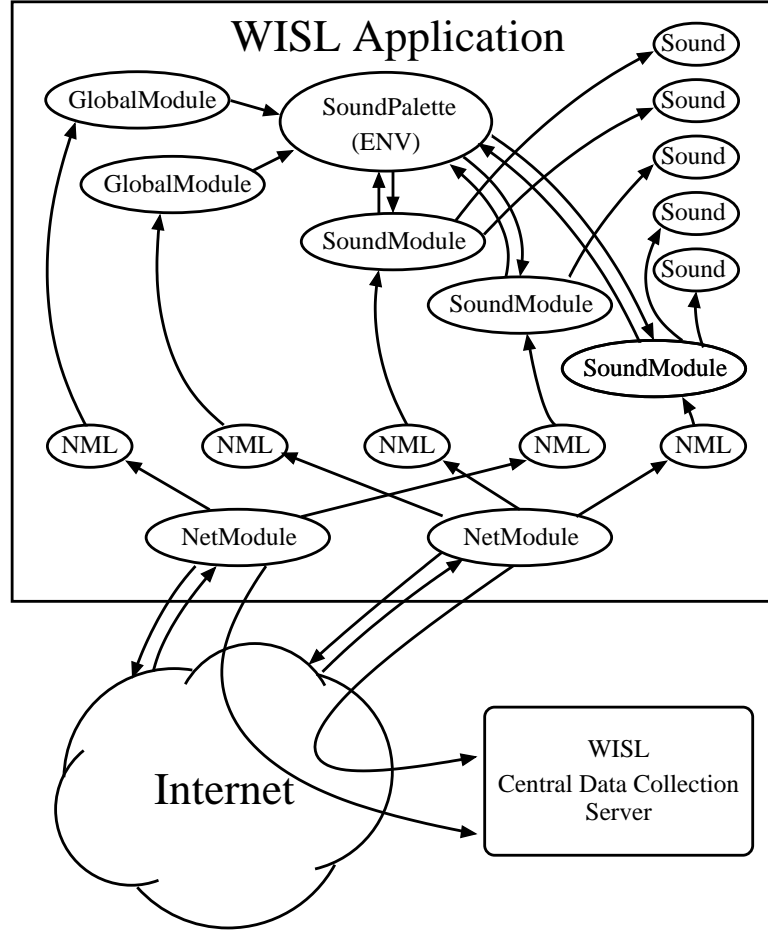 WISL Application
Sound
GlobalModule
SoundPalette
(ENV)
Sound
Sound
GlobalModule
Sound
SoundModule
Sound
SoundModule
SoundModule
NML
NML
NML
NML
NML
NetModule
NetModule
Internet
WISL
Central Data Collection
Server